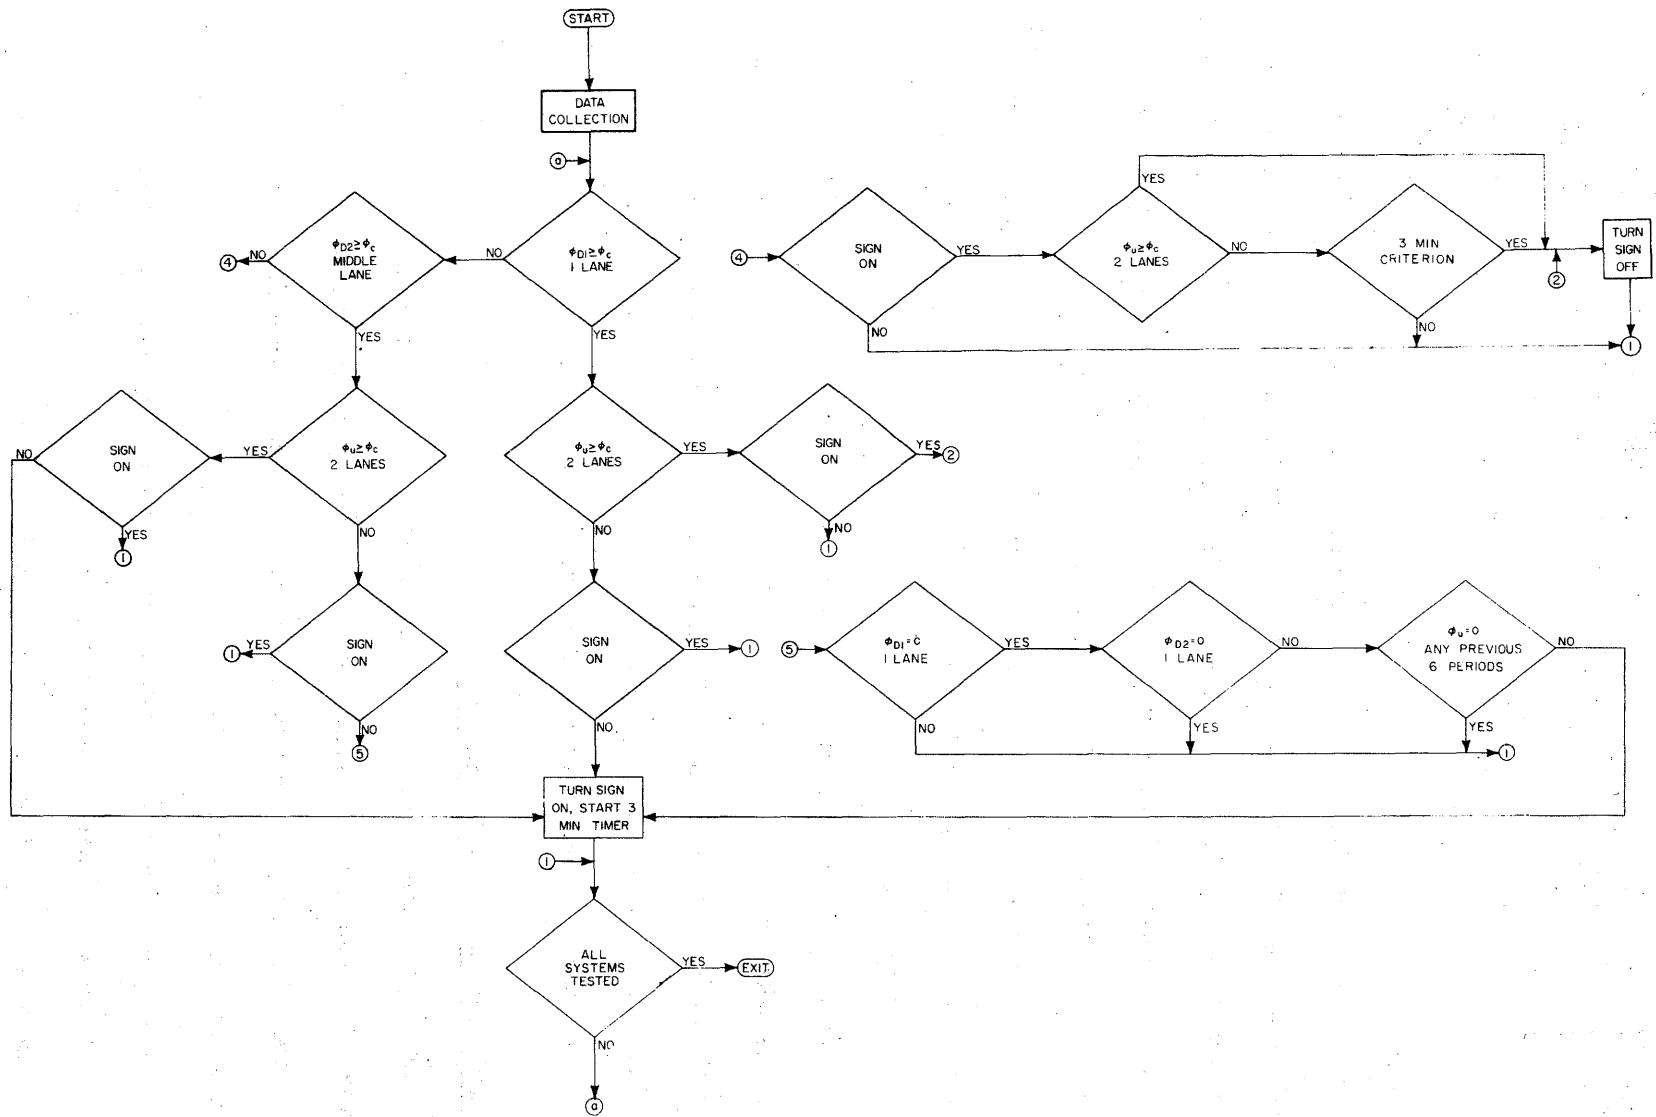 START
DATA
COLLECTION
a
ϕD2≥ϕc
MIDDLE
LANE
NO
4
YES
ϕD1≥ϕc
1 LANE
NO
YES
4
SIGN
ON
YES
NO
ϕu≥ϕc
2 LANES
YES
NO
3 MIN
CRITERION
YES
NO
2
TURN
SIGN
OFF
1
SIGN
ON
NO
YES
1
ϕu≥ϕc
2 LANES
YES
NO
ϕu≥ϕc
2 LANES
YES
NO
SIGN
ON
YES
2
NO
1
SIGN
ON
YES
1
NO
5
SIGN
ON
YES
1
NO
5
ϕD1=0
1 LANE
YES
NO
ϕD2=0
1 LANE
NO
YES
ϕu=0
ANY PREVIOUS
6 PERIODS
NO
YES
1
TURN SIGN
ON, START 3
MIN TIMER
1
ALL
SYSTEMS
TESTED
YES
EXIT
NO
a